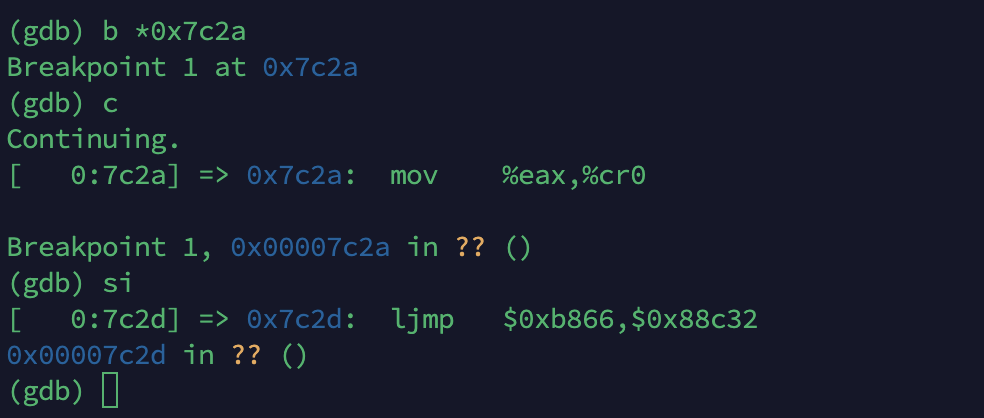 (gdb) b *0x7c2a
Breakpoint 1 at 0x7c2a
(gdb) c
Continuing.
[   0:7c2a] => 0x7c2a:  mov    %eax,%cr0
Breakpoint 1, 0x00007c2a in ?? ()
(gdb) si
[   0:7c2d] => 0x7c2d:  ljmp   $0xb866,$0x88c32
0x00007c2d in ?? ()
(gdb)